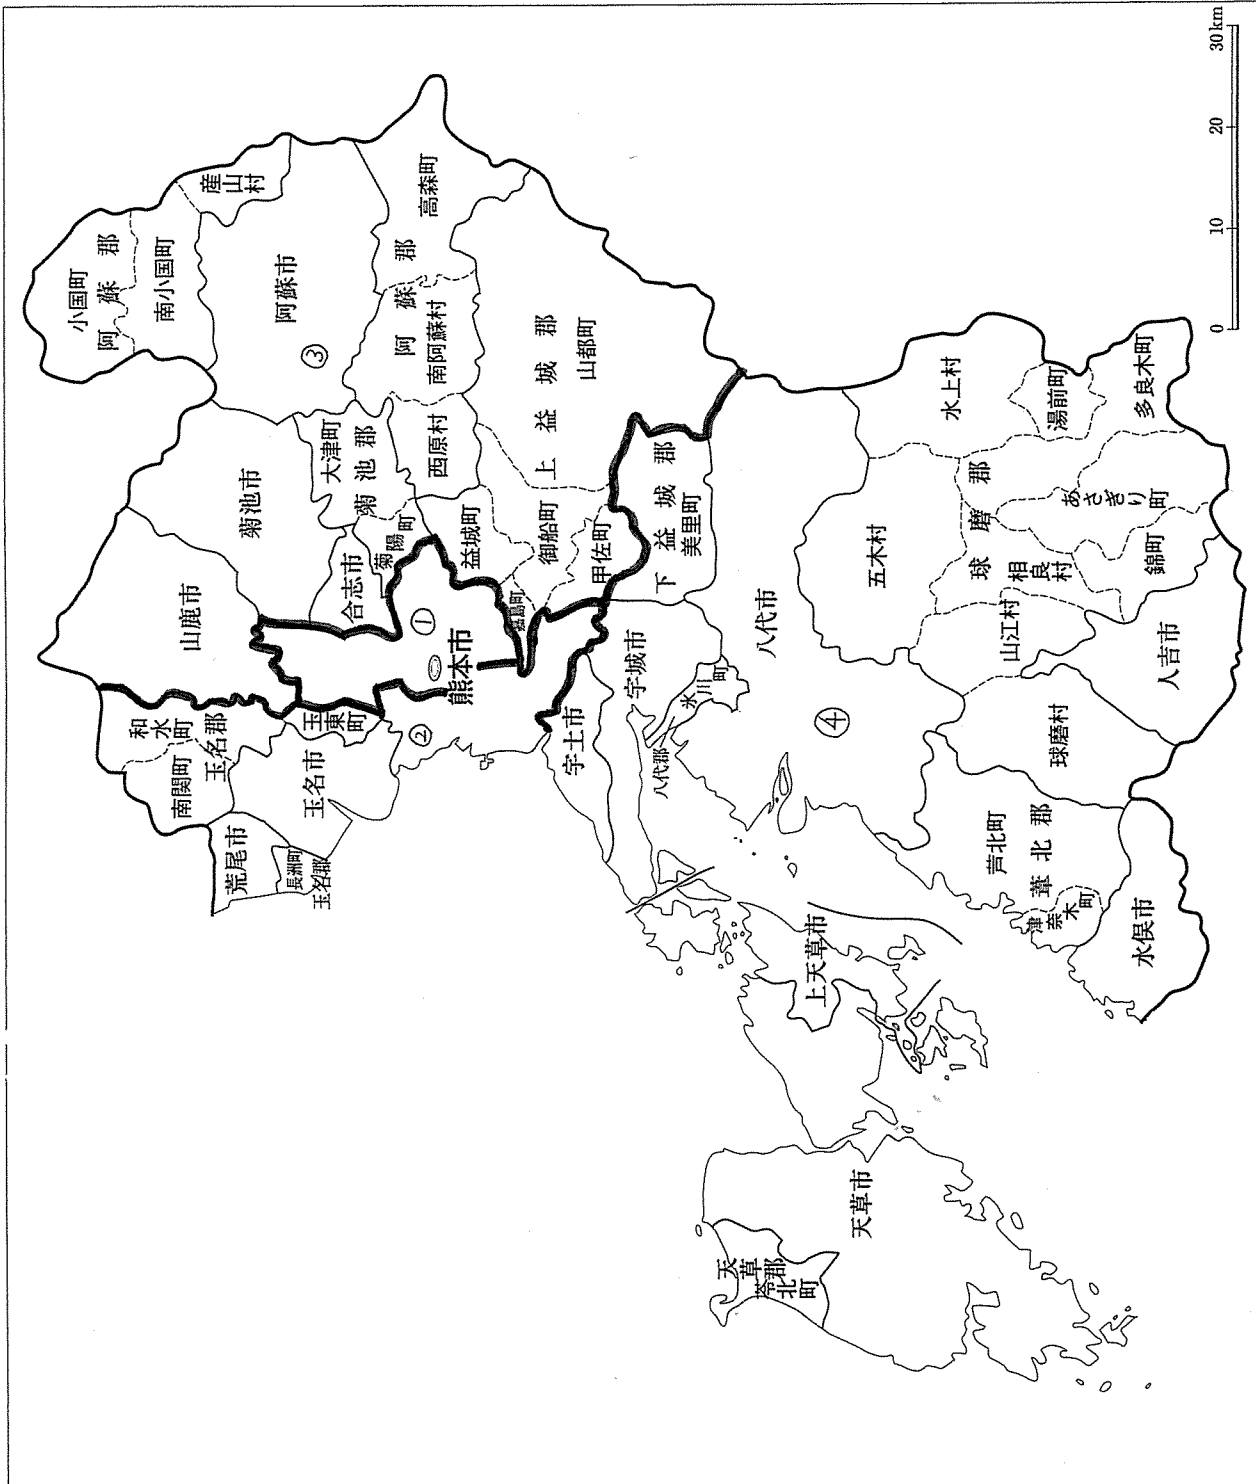 小国町
阿蘇郡
南小国町
産山村
阿蘇市
③
阿蘇郡
高森町
南阿蘇村
西原村
上益城郡
山都町
菊池市
大津町
菊池郡
菊陽町
合志市
山鹿市
和水町
玉名郡
南関町
玉東町
玉名市
荒尾市
長洲町
玉名郡
①
熊本市
②
益城町
嘉島町
御船町
甲佐町
下益城郡
美里町
宇土市
宇城市
氷川町
八代郡
八代市
④
五木村
水上村
湯前町
多良木町
球磨郡
あさぎり町
相良村
錦町
山江村
人吉市
球磨村
芦北町
葦北郡
津奈木町
水俣市
上天草市
天草市
天草郡
苓北町
0 10 20 30km